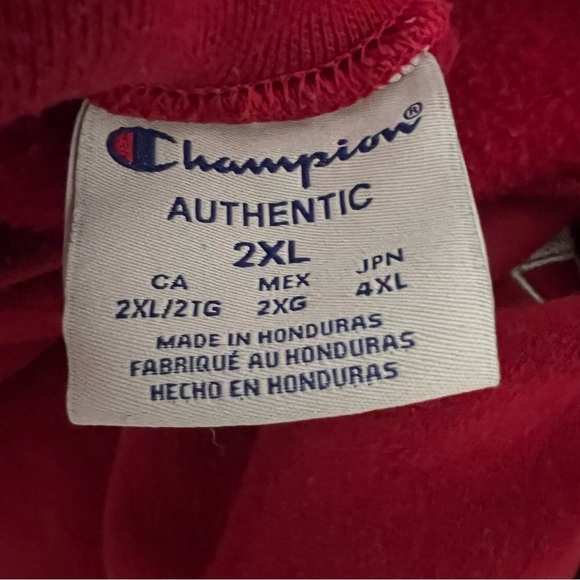 Champion®
AUTHENTIC
2XL
CA MEX JPN
2XL/2TG 2XG 4XL
MADE IN HONDURAS
FABRIQUÉ AU HONDURAS
HECHO EN HONDURAS